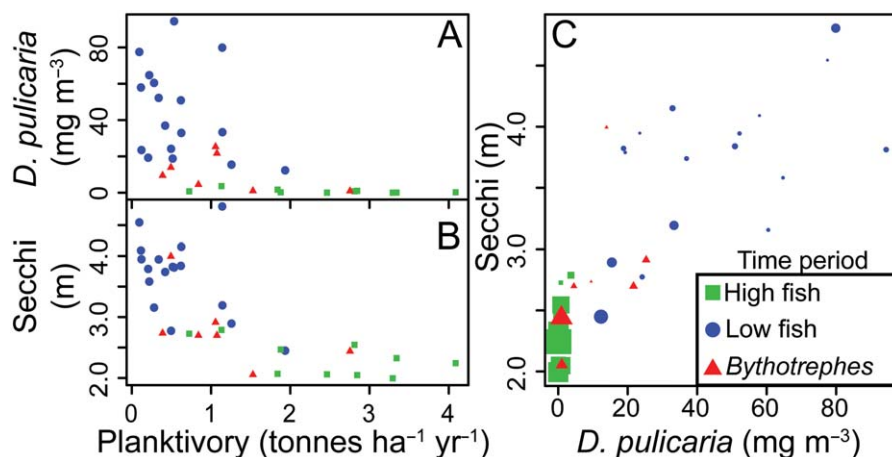 A
D. pulicaria
(mg m⁻³)
80
40
0
B
Secchi
(m)
4.0
3.0
2.0
0 1 2 3 4
Planktivory (tonnes ha⁻¹ yr⁻¹)
C
Secchi (m)
4.0
3.0
2.0
Time period
High fish
Low fish
Bythotrephes
0 20 40 60 80
D. pulicaria (mg m⁻³)